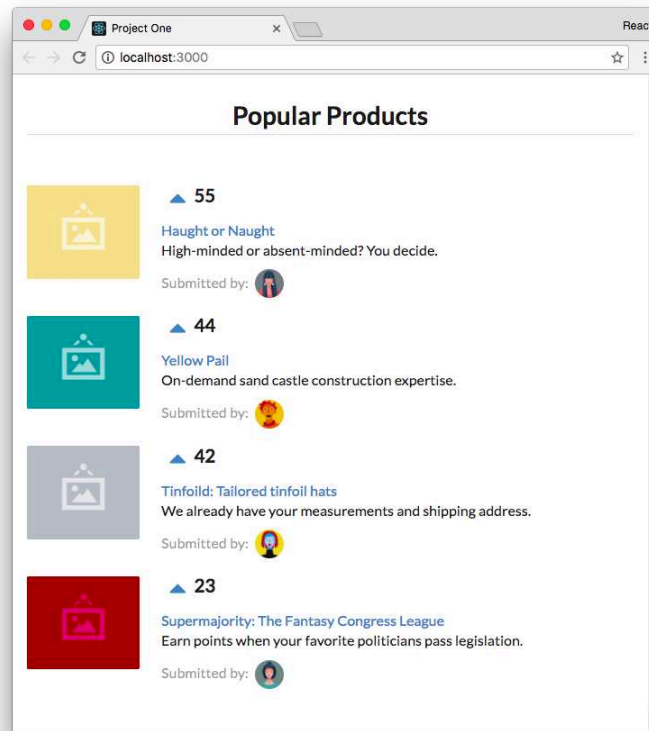 Project One
React
localhost:3000
Popular Products
55
Haught or Naught
High-minded or absent-minded? You decide.
Submitted by:
44
Yellow Pail
On-demand sand castle construction expertise.
Submitted by:
42
Tinfoild: Tailored tinfoil hats
We already have your measurements and shipping address.
Submitted by:
23
Supermajority: The Fantasy Congress League
Earn points when your favorite politicians pass legislation.
Submitted by: